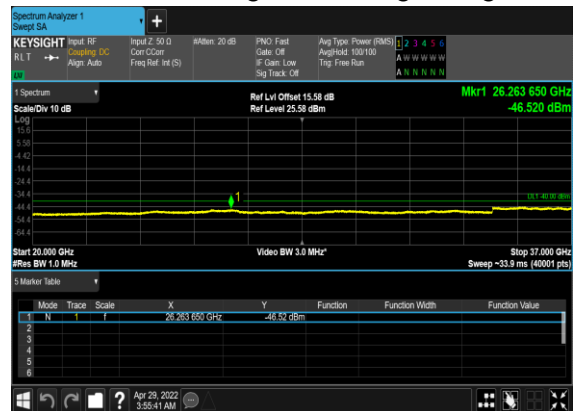 Spectrum Analyzer 1
Swept SA
+
KEYSIGHT Input: RF Input Z: 50 Ω #Atten: 20 dB PNO: Fast Avg Type: Power (RMS) 1 2 3 4 5 6
RLT Coupling: DC Corr CCorr Gate: Off Avg|Hold: 100/100 A W W W W W
Align: Auto Freq Ref: Int (S) IF Gain: Low Trig: Free Run
Sig Track: Off A N N N N N
LW
1 Spectrum Ref Lvl Offset 15.58 dB Mkr1 26.263 650 GHz
Scale/Div 10 dB Ref Level 25.58 dBm -46.520 dBm
Log
15.6
5.58
-4.42
-14.4
-24.4
-34.4
-44.4
-54.4
-64.4
1
UL1 -40.00 dBm
Start 20.000 GHz Video BW 3.0 MHz* Stop 37.000 GHz
#Res BW 1.0 MHz Sweep ~33.9 ms (40001 pts)
5 Marker Table
Mode Trace Scale X Y Function Function Width Function Value
1 N 1 f 26.263 650 GHz -46.52 dBm
2
3
4
5
6
? Apr 29, 2022
3:55:41 AM